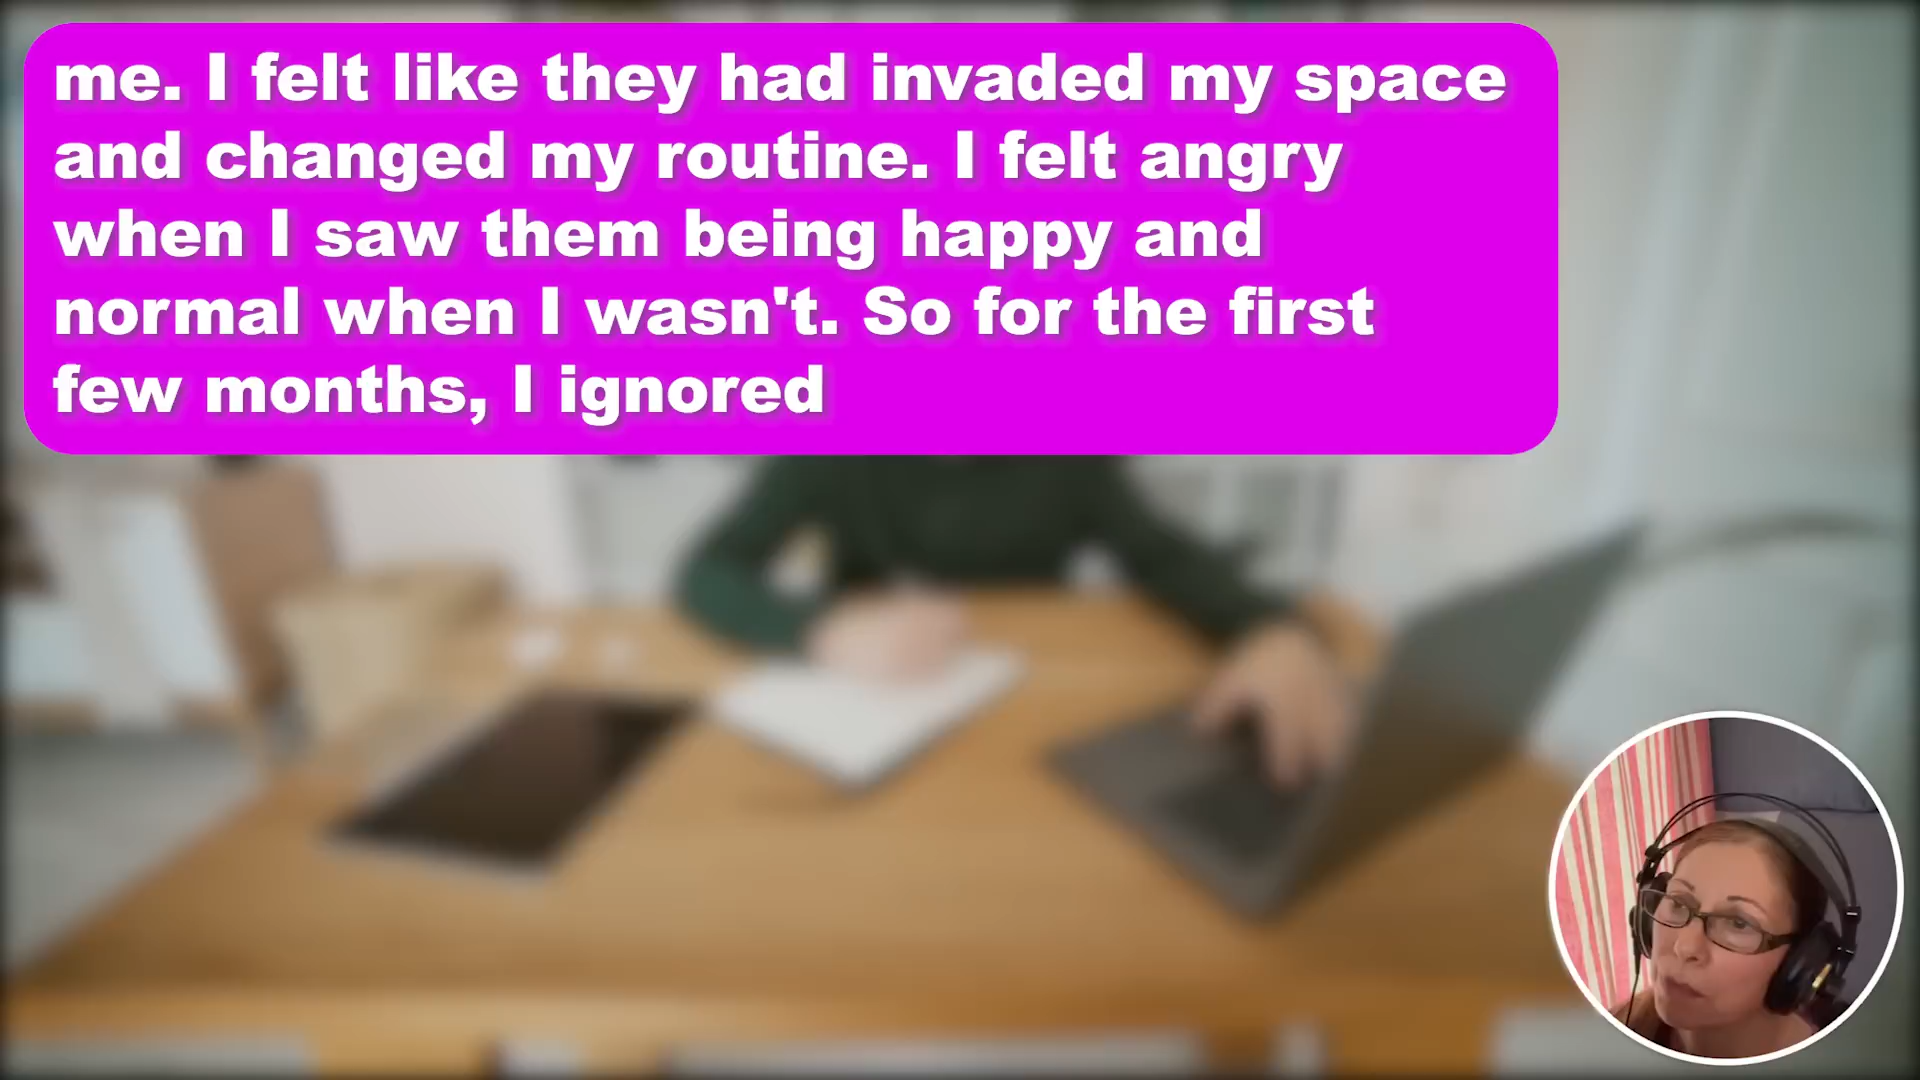 me. I felt like they had invaded my space
and changed my routine. I felt angry
when I saw them being happy and
normal when I wasn't. So for the first
few months, I ignored